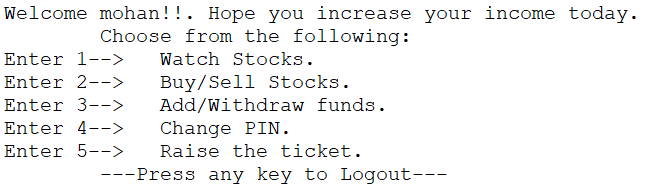 Welcome mohan!!. Hope you increase your income today.
Choose from the following:
Enter 1-->   Watch Stocks.
Enter 2-->   Buy/Sell Stocks.
Enter 3-->   Add/Withdraw funds.
Enter 4-->   Change PIN.
Enter 5-->   Raise the ticket.
---Press any key to Logout---